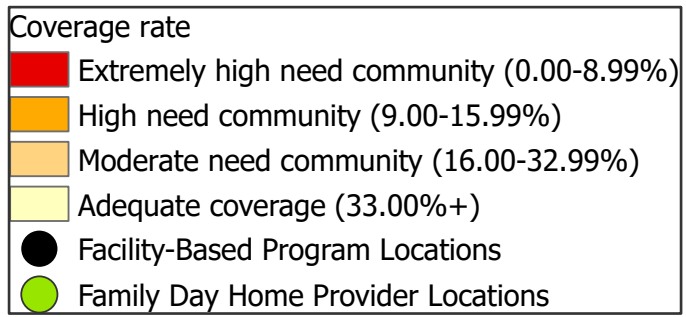 Coverage rate
Extremely high need community (0.00-8.99%)
High need community (9.00-15.99%)
Moderate need community (16.00-32.99%)
Adequate coverage (33.00%+)
Facility-Based Program Locations
Family Day Home Provider Locations